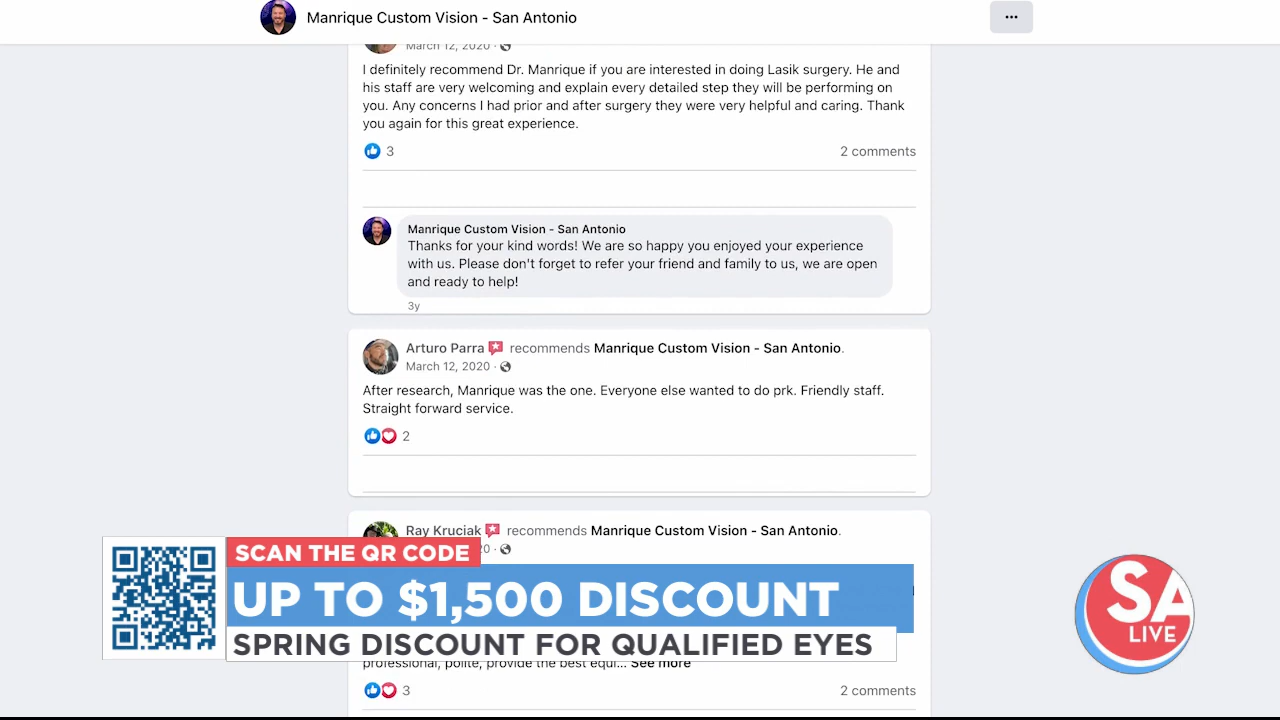 Manrique Custom Vision - San Antonio
March 12, 2020
I definitely recommend Dr. Manrique if you are interested in doing Lasik surgery. He and
his staff are very welcoming and explain every detailed step they will be performing on
you. Any concerns I had prior and after surgery they were very helpful and caring. Thank
you again for this great experience.
3
2 comments
Manrique Custom Vision - San Antonio
Thanks for your kind words! We are so happy you enjoyed your experience
with us. Please don't forget to refer your friend and family to us, we are open
and ready to help!
3y
Arturo Parra recommends Manrique Custom Vision - San Antonio.
March 12, 2020
After research, Manrique was the one. Everyone else wanted to do prk. Friendly staff.
Straight forward service.
2
Ray Kruciak recommends Manrique Custom Vision - San Antonio.
SCAN THE QR CODE
UP TO $1,500 DISCOUNT
SPRING DISCOUNT FOR QUALIFIED EYES
professional, polite, provide the best equi... See more
3
2 comments
SA
LIVE